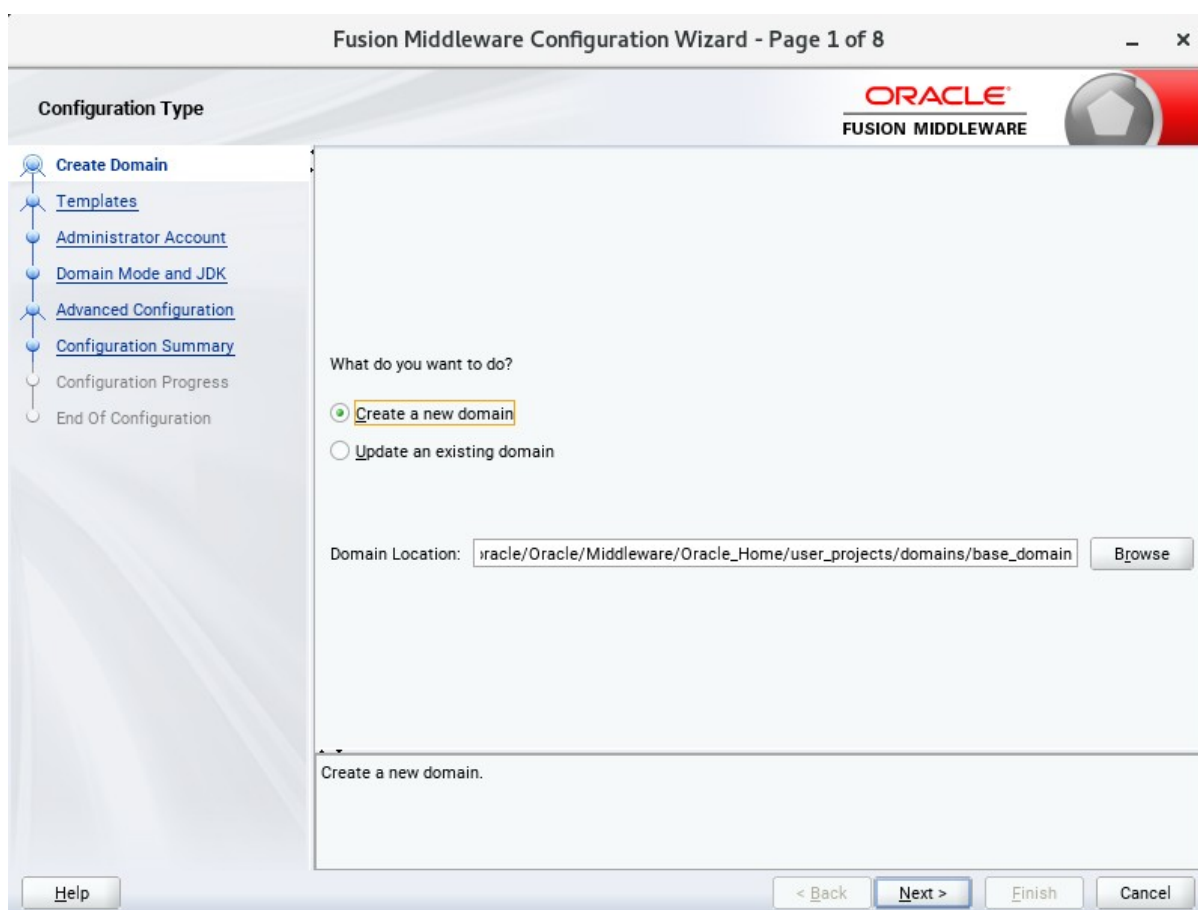 Fusion Middleware Configuration Wizard - Page 1 of 8
Configuration Type
ORACLE
FUSION MIDDLEWARE
Create Domain
Templates
Administrator Account
Domain Mode and JDK
Advanced Configuration
Configuration Summary
Configuration Progress
End Of Configuration
What do you want to do?
Create a new domain
Update an existing domain
Domain Location: racle/Oracle/Middleware/Oracle_Home/user_projects/domains/base_domain Browse
Create a new domain.
Help < Back Next > Finish Cancel